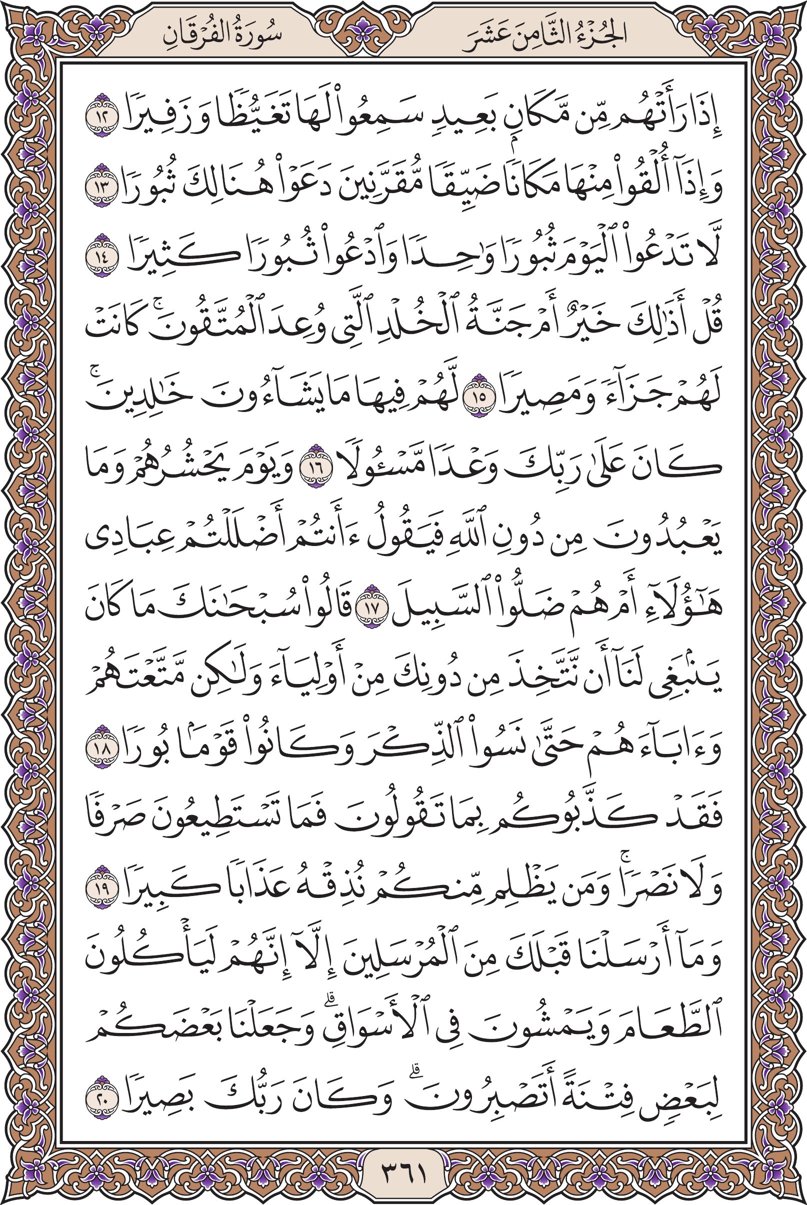 الجُزْءُ الثَّامِنَ عَشَرَ
سُورَةُ الفُرْقَانِ
إِذَا رَأَتْهُم مِّن مَّكَانِۭ بَعِيدٖ سَمِعُواْ لَهَا تَغَيُّظٗا وَزَفِيرٗا ١٢
وَإِذَآ أُلۡقُواْ مِنۡهَا مَكَانٗا ضَيِّقٗا مُّقَرَّنِينَ دَعَوۡاْ هُنَالِكَ ثُبُورٗا ١٣
لَّا تَدۡعُواْ ٱلۡيَوۡمَ ثُبُورٗا وَٰحِدٗا وَٱدۡعُواْ ثُبُورٗا كَثِيرٗا ١٤
قُلۡ أَذَٰلِكَ خَيۡرٌ أَمۡ جَنَّةُ ٱلۡخُلۡدِ ٱلَّتِي وُعِدَ ٱلۡمُتَّقُونَۚ كَانَتۡ
لَهُمۡ جَزَآءٗ وَمَصِيرٗا ١٥ لَّهُمۡ فِيهَا مَا يَشَآءُونَ خَٰلِدِينَۚ
كَانَ عَلَىٰ رَبِّكَ وَعۡدٗا مَّسۡـُٔولٗا ١٦ وَيَوۡمَ يَحۡشُرُهُمۡ وَمَا
يَعۡبُدُونَ مِن دُونِ ٱللَّهِ فَيَقُولُ ءَأَنتُمۡ أَضۡلَلۡتُمۡ عِبَادِي
هَٰٓؤُلَآءِ أَمۡ هُمۡ ضَلُّواْ ٱلسَّبِيلَ ١٧ قَالُواْ سُبۡحَٰنَكَ مَا كَانَ
يَنۢبَغِي لَنَآ أَن نَّتَّخِذَ مِن دُونِكَ مِنۡ أَوۡلِيَآءَ وَلَٰكِن مَّتَّعۡتَهُمۡ
وَءَابَآءَهُمۡ حَتَّىٰ نَسُواْ ٱلذِّكۡرَ وَكَانُواْ قَوۡمَۢا بُورٗا ١٨
فَقَدۡ كَذَّبُوكُم بِمَا تَقُولُونَ فَمَا تَسۡتَطِيعُونَ صَرۡفٗا
وَلَا نَصۡرٗاۚ وَمَن يَظۡلِم مِّنكُمۡ نُذِقۡهُ عَذَابٗا كَبِيرٗا ١٩
وَمَآ أَرۡسَلۡنَا قَبۡلَكَ مِنَ ٱلۡمُرۡسَلِينَ إِلَّآ إِنَّهُمۡ لَيَأۡكُلُونَ
ٱلطَّعَامَ وَيَمۡشُونَ فِي ٱلۡأَسۡوَاقِۗ وَجَعَلۡنَا بَعۡضَكُمۡ
لِبَعۡضٖ فِتۡنَةً أَتَصۡبِرُونَۗ وَكَانَ رَبُّكَ بَصِيرٗا ٢٠
٣٦١